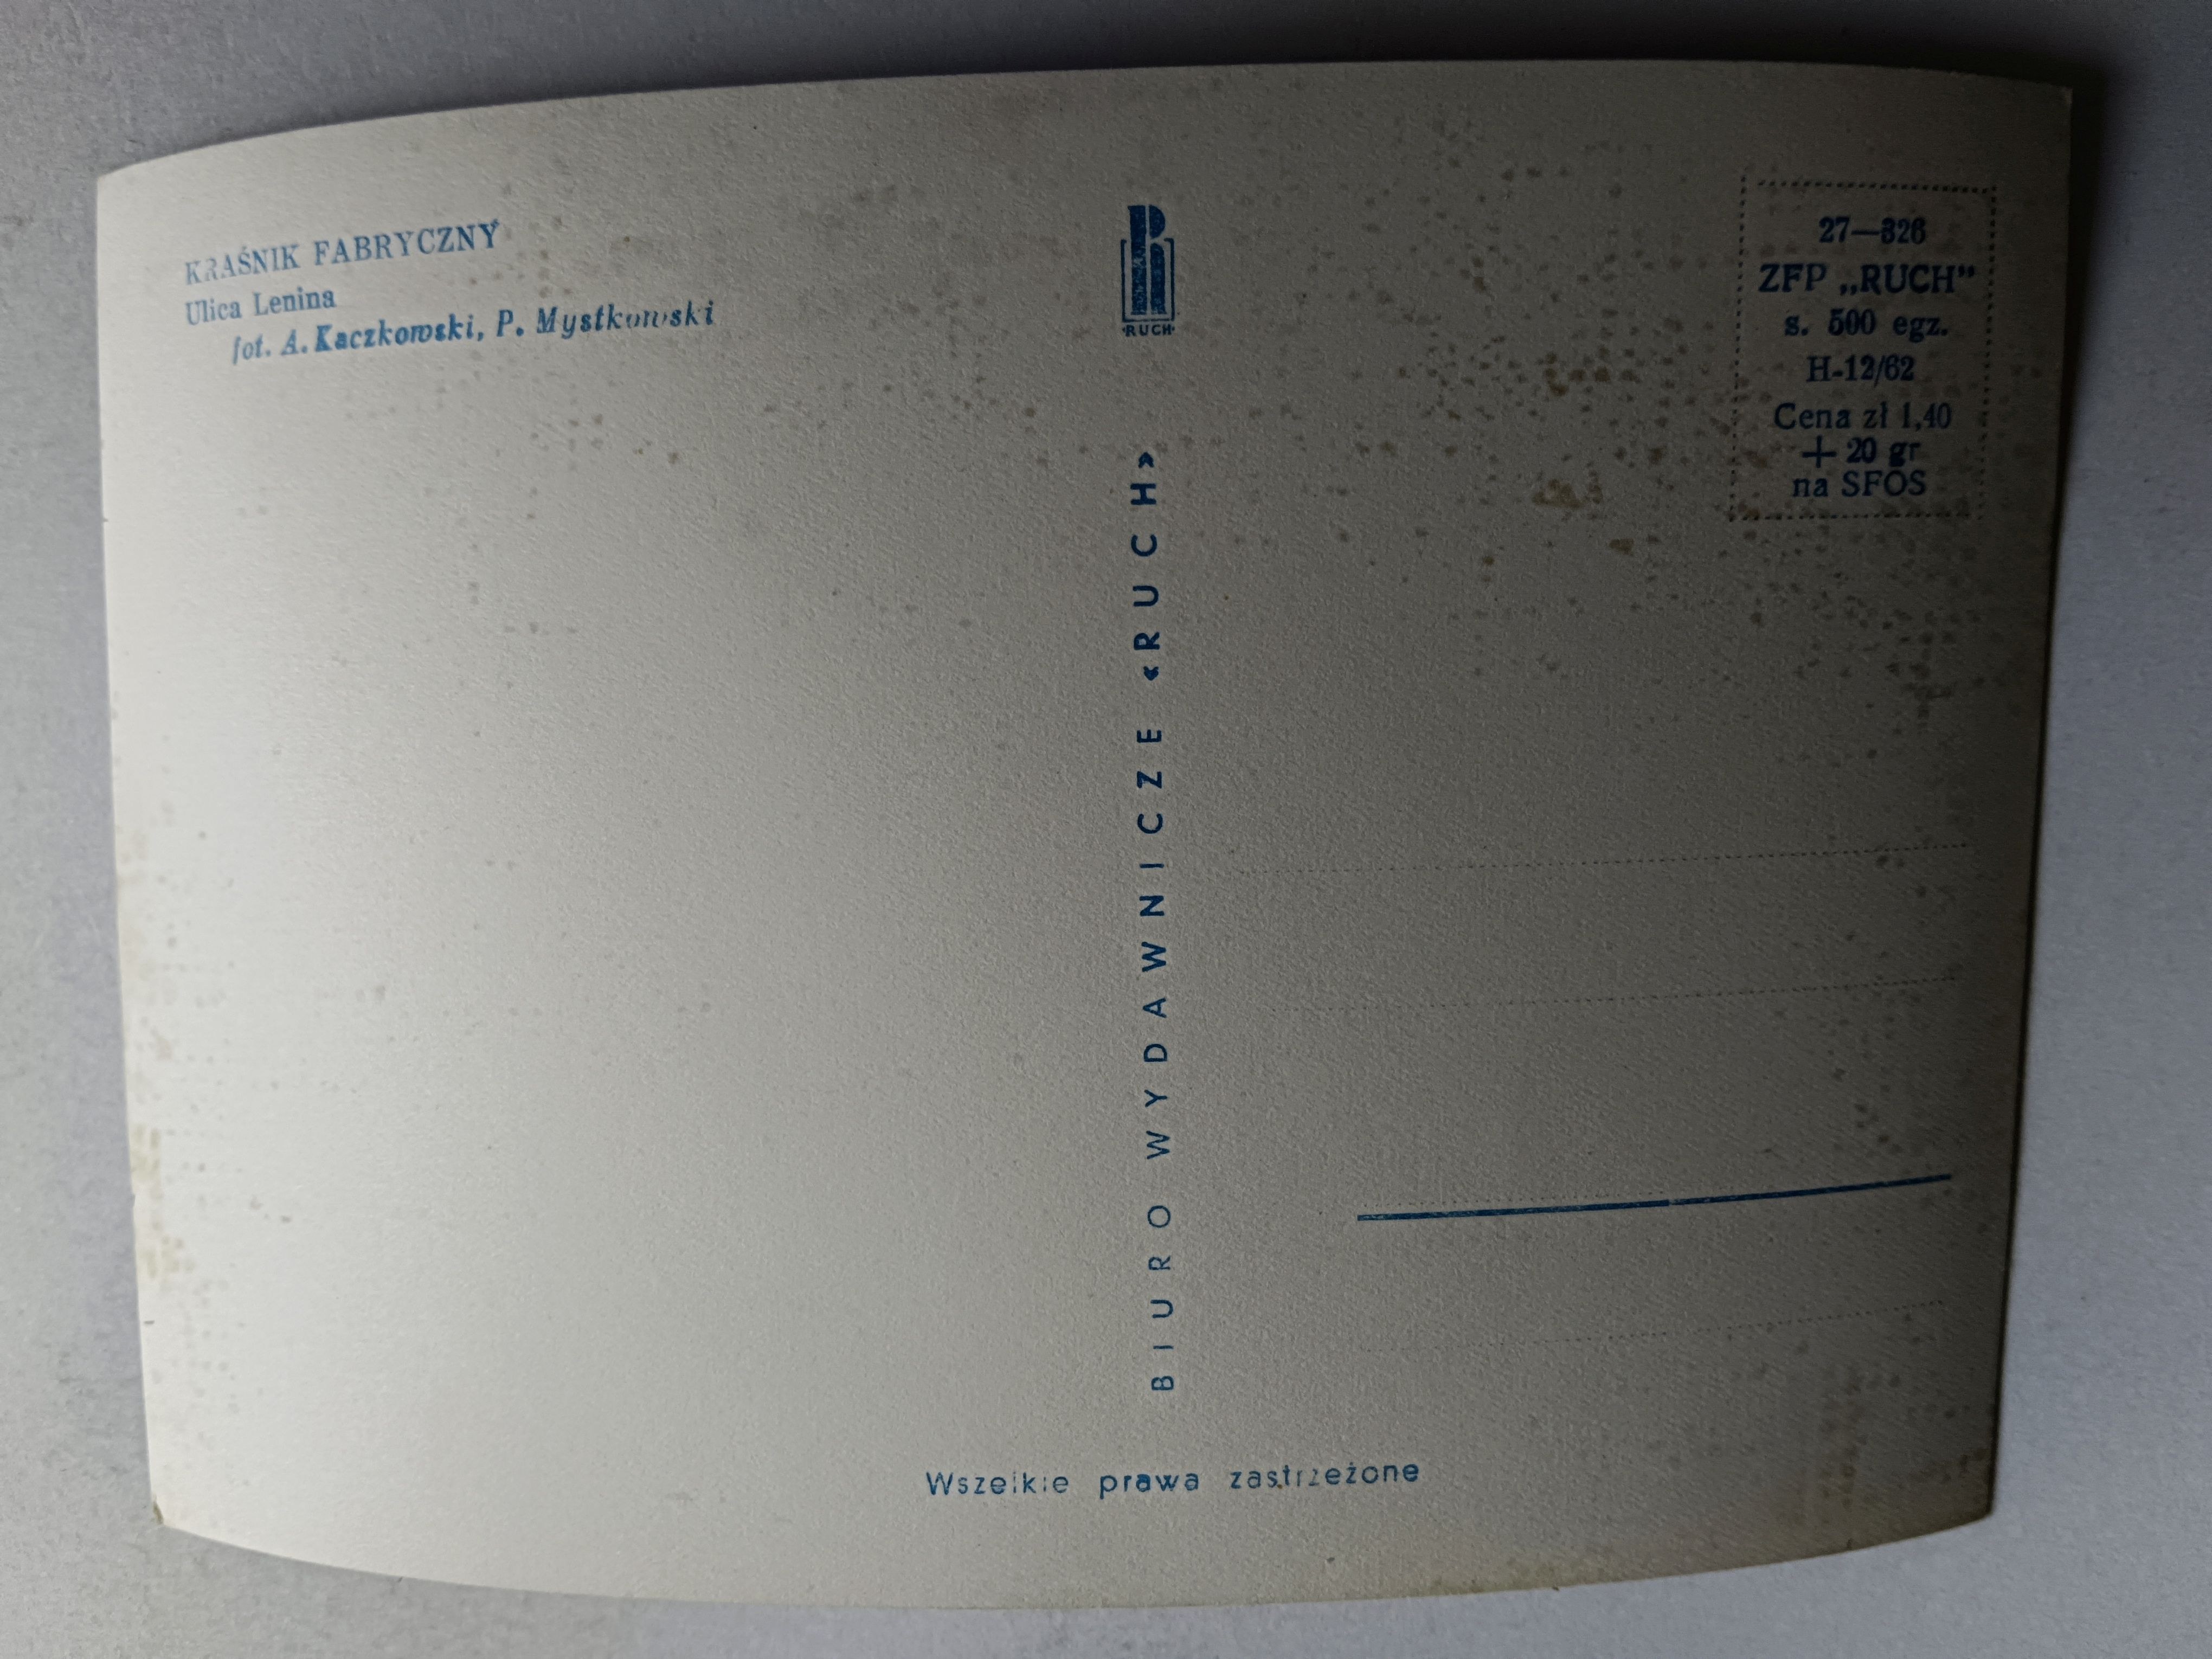 KRAŚNIK FABRYCZNY
Ulica Lenina
fot. A. Kaczkowski, P. Mystkowski
RUCH
BIURO WYDAWNICZE «RUCH»
27—326
ZFP „RUCH”
s. 500 egz.
H-12/62
Cena zł 1,40
+ 20 gr
na SFOS
Wszelkie prawa zastrzeżone